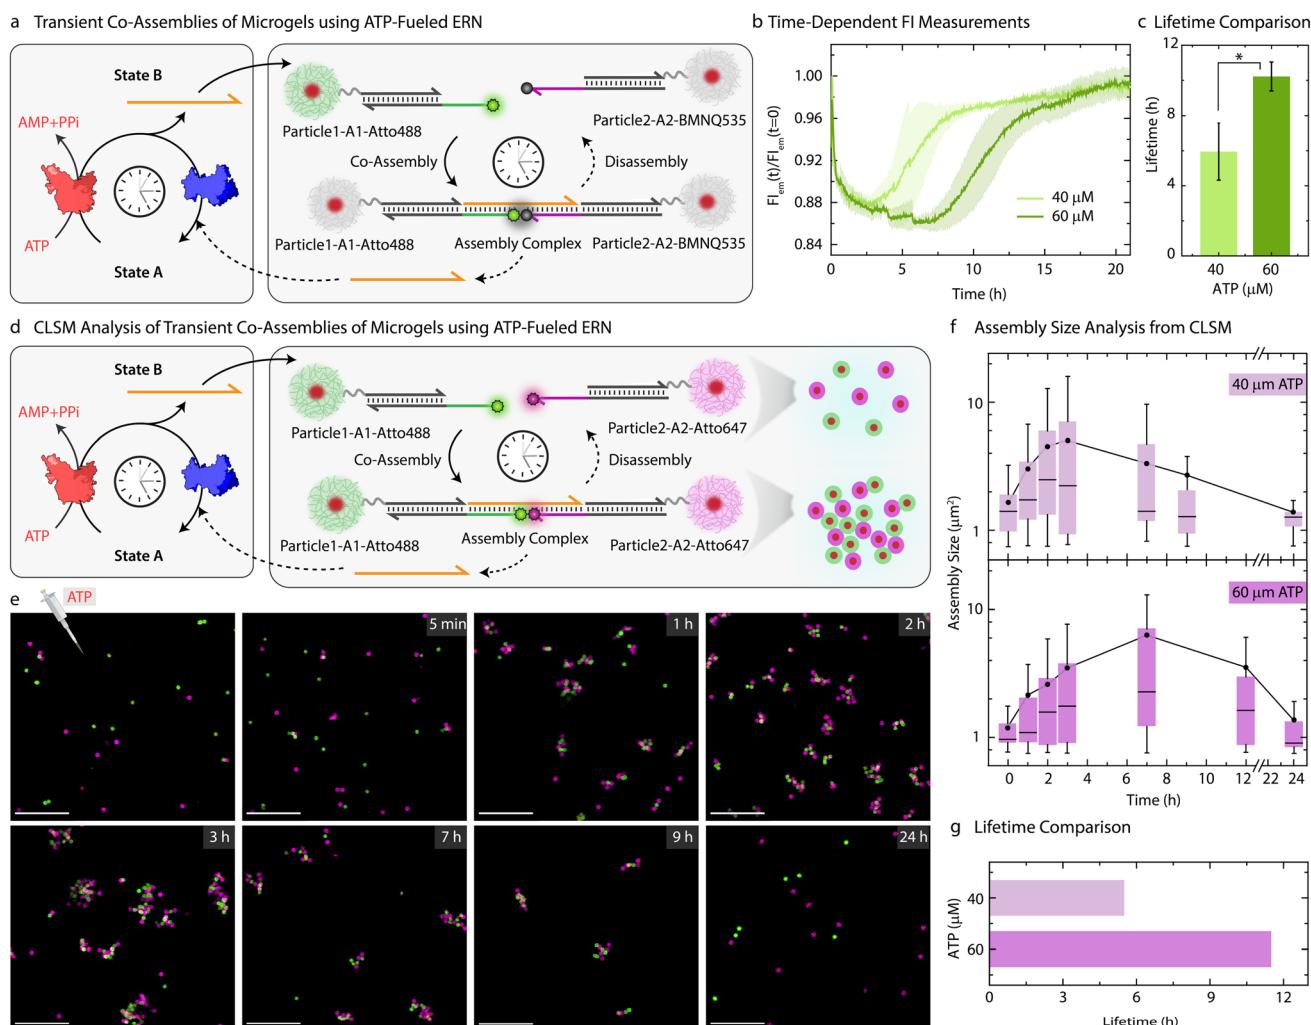 a Transient Co-Assemblies of Microgels using ATP-Fueled ERN
State B
AMP+PPi
ATP
State A
Particle1-A1-Atto488
Particle2-A2-BMNQ535
Co-Assembly
Disassembly
Particle1-A1-Atto488
Assembly Complex
Particle2-A2-BMNQ535
b Time-Dependent FI Measurements
FIem(t)/FIem(t=0)
1.00
0.96
0.92
0.88
0.84
40 μM
60 μM
0 5 10 15 20
Time (h)
c Lifetime Comparison
Lifetime (h)
12
8
4
0
*
40 60
ATP (μM)
d CLSM Analysis of Transient Co-Assemblies of Microgels using ATP-Fueled ERN
State B
AMP+PPi
ATP
State A
Particle1-A1-Atto488
Particle2-A2-Atto647
Co-Assembly
Disassembly
Particle1-A1-Atto488
Assembly Complex
Particle2-A2-Atto647
e
ATP
5 min
1 h
2 h
3 h
7 h
9 h
24 h
f Assembly Size Analysis from CLSM
40 μm ATP
10
1
Assembly Size (μm²)
60 μm ATP
10
1
0 2 4 6 8 10 12 22 24
Time (h)
g Lifetime Comparison
ATP (μM)
40
60
0 3 6 9 12
Lifetime (h)